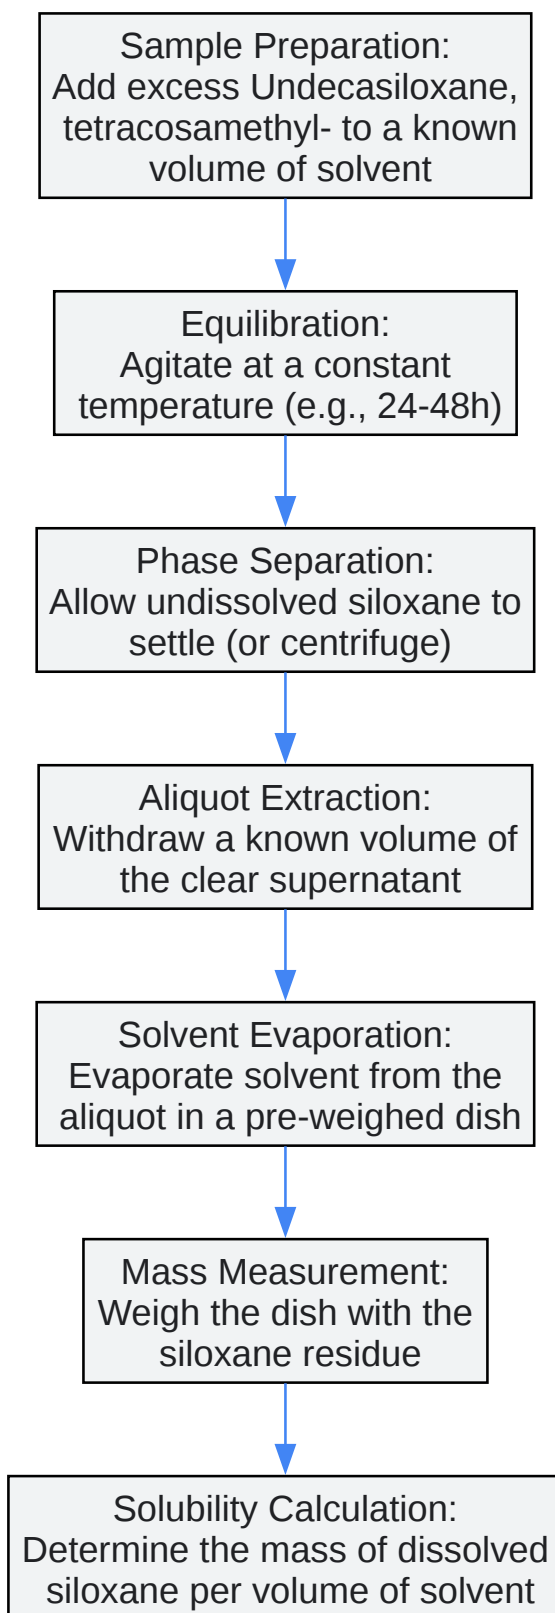 Sample Preparation:
Add excess Undecasiloxane,
tetracosamethyl- to a known
volume of solvent
Equilibration:
Agitate at a constant
temperature (e.g., 24-48h)
Phase Separation:
Allow undissolved siloxane to
settle (or centrifuge)
Aliquot Extraction:
Withdraw a known volume of
the clear supernatant
Solvent Evaporation:
Evaporate solvent from the
aliquot in a pre-weighed dish
Mass Measurement:
Weigh the dish with the
siloxane residue
Solubility Calculation:
Determine the mass of dissolved
siloxane per volume of solvent